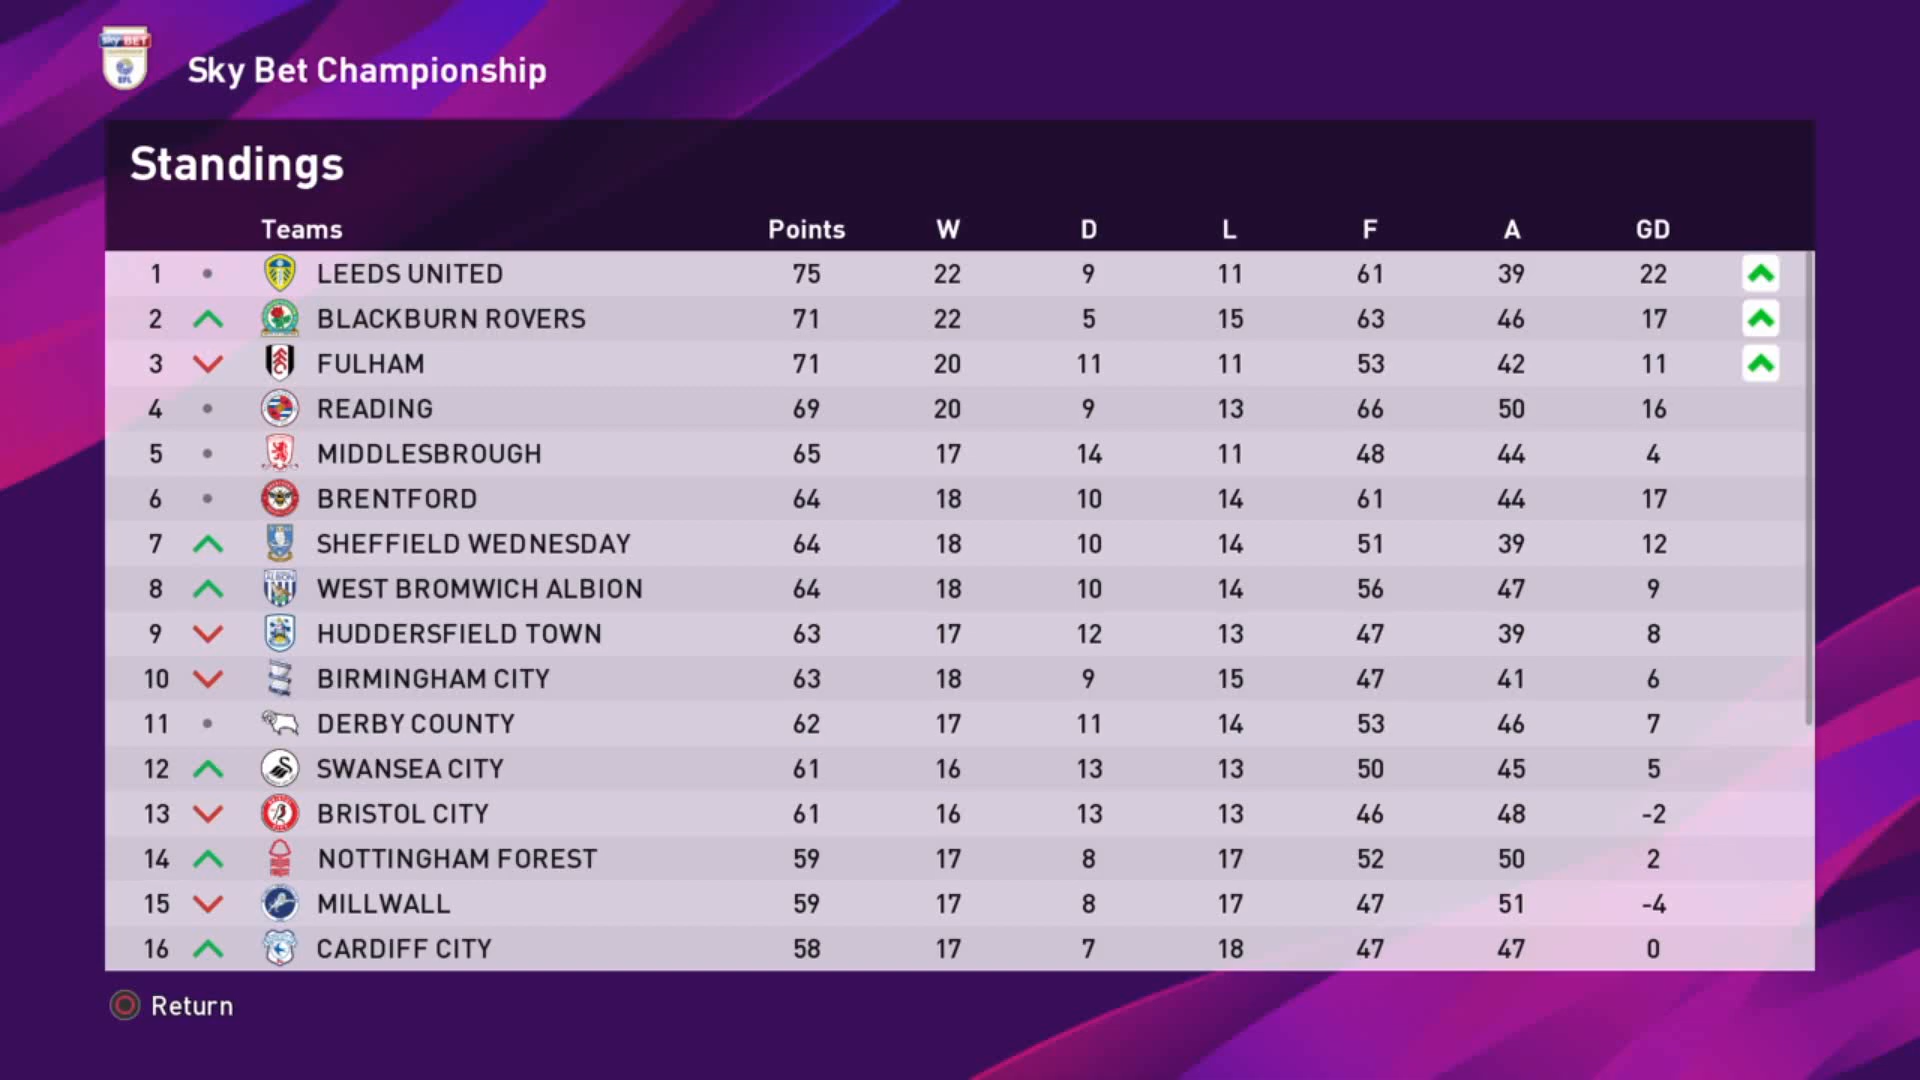 Sky BET
EFL
Sky Bet Championship
Standings
Teams Points W D L F A GD
1 LEEDS UNITED 75 22 9 11 61 39 22
2 BLACKBURN ROVERS 71 22 5 15 63 46 17
3 FULHAM 71 20 11 11 53 42 11
4 READING 69 20 9 13 66 50 16
5 MIDDLESBROUGH 65 17 14 11 48 44 4
6 BRENTFORD 64 18 10 14 61 44 17
7 SHEFFIELD WEDNESDAY 64 18 10 14 51 39 12
8 WEST BROMWICH ALBION 64 18 10 14 56 47 9
9 HUDDERSFIELD TOWN 63 17 12 13 47 39 8
10 BIRMINGHAM CITY 63 18 9 15 47 41 6
11 DERBY COUNTY 62 17 11 14 53 46 7
12 SWANSEA CITY 61 16 13 13 50 45 5
13 BRISTOL CITY 61 16 13 13 46 48 -2
14 NOTTINGHAM FOREST 59 17 8 17 52 50 2
15 MILLWALL 59 17 8 17 47 51 -4
16 CARDIFF CITY 58 17 7 18 47 47 0
Return